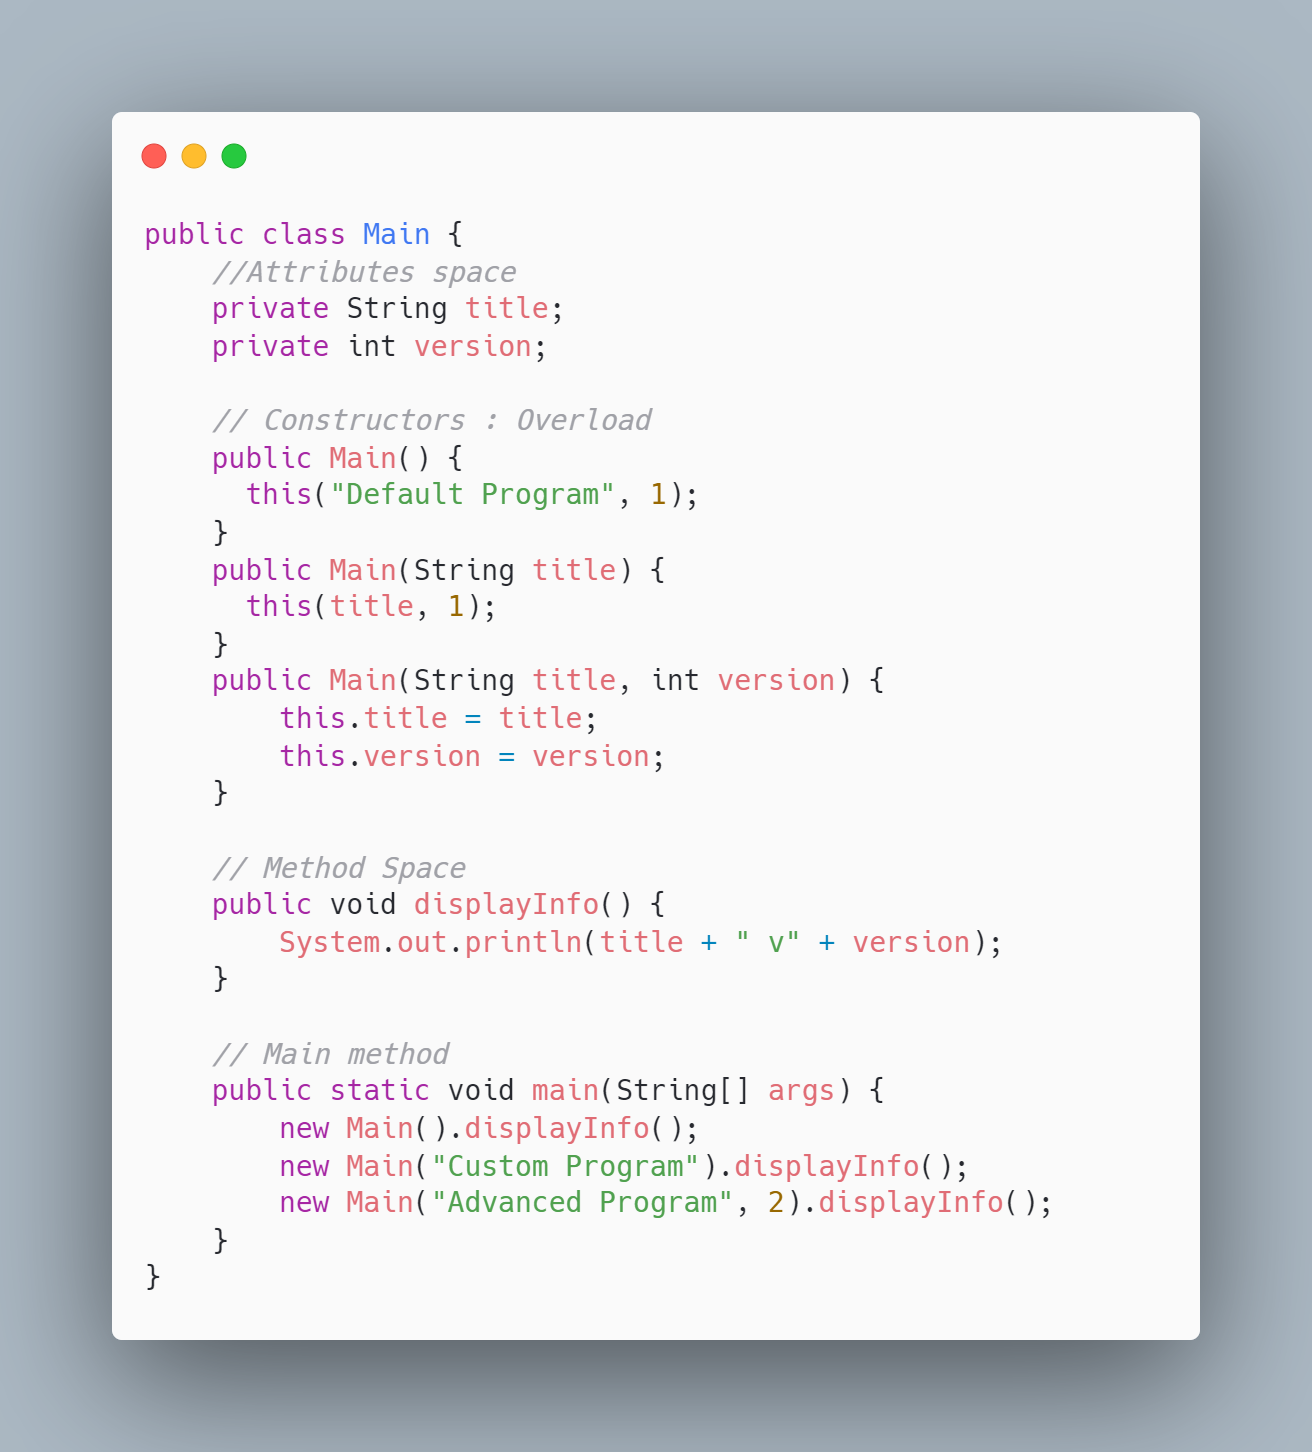 public class Main {
    //Attributes space
    private String title;
    private int version;

    // Constructors : Overload
    public Main() {
      this("Default Program", 1);
    }
    public Main(String title) {
      this(title, 1);
    }
    public Main(String title, int version) {
        this.title = title;
        this.version = version;
    }

    // Method Space
    public void displayInfo() {
        System.out.println(title + " v" + version);
    }

    // Main method
    public static void main(String[] args) {
        new Main().displayInfo();
        new Main("Custom Program").displayInfo();
        new Main("Advanced Program", 2).displayInfo();
    }
}